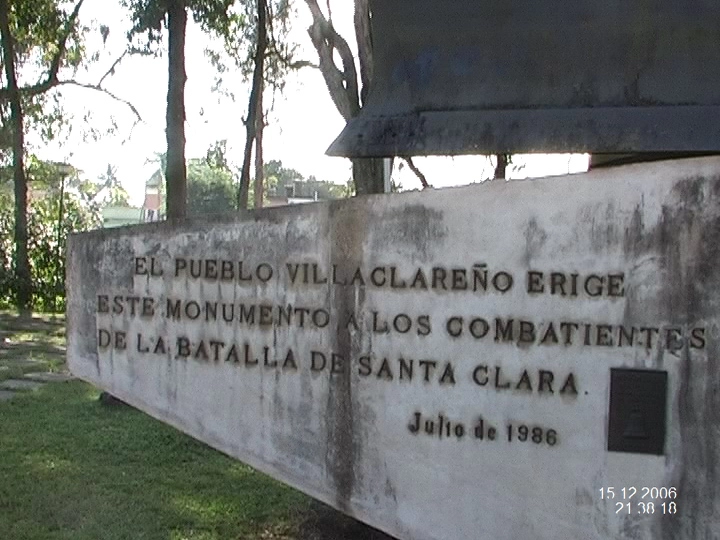 EL PUEBLO VILLACLAREÑO ERIGE
ESTE MONUMENTO A LOS COMBATIENTES
DE LA BATALLA DE SANTA CLARA.
Julio de 1986
15.12.2006
21:38:18